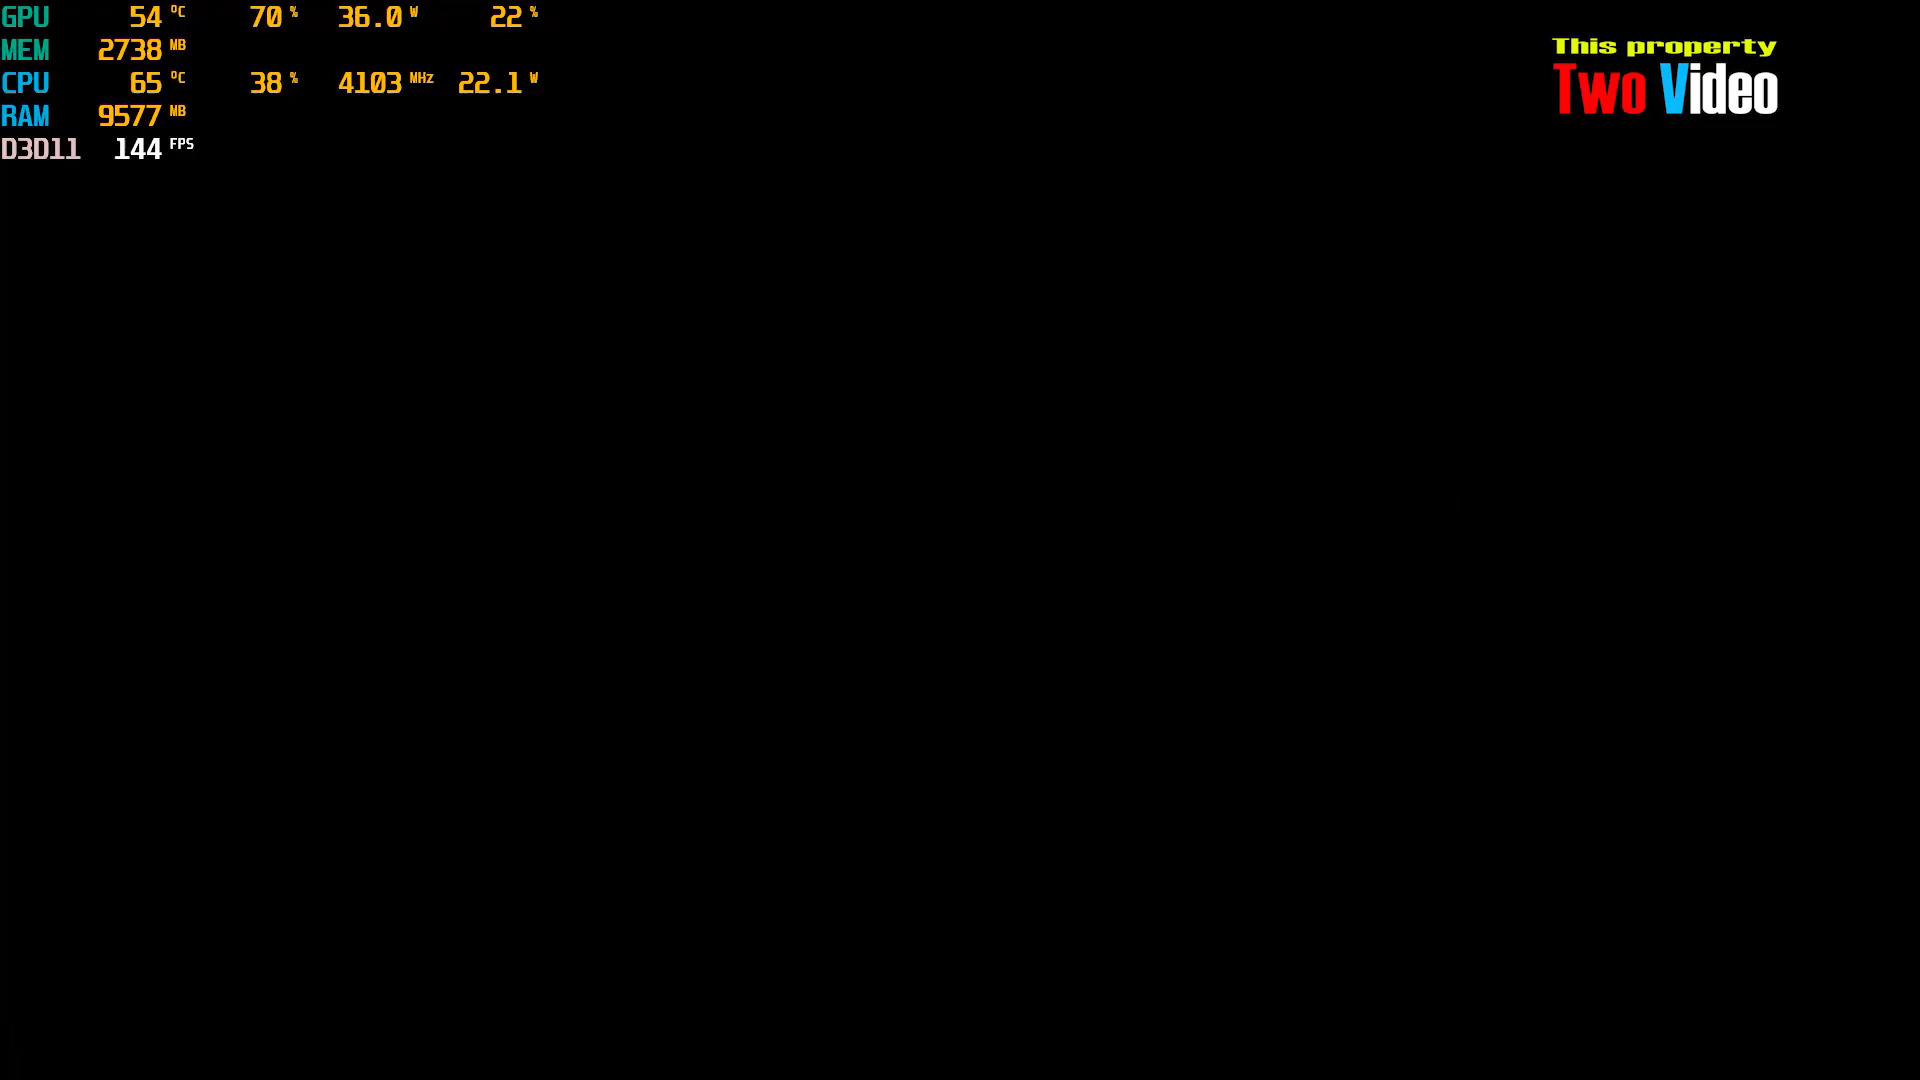 GPU 54 °C 70 % 36.0 W 22 %
MEM 2738 MB
CPU 65 °C 38 % 4103 MHz 22.1 W
RAM 9577 MB
D3D11 144 FPS
This property
Two Video